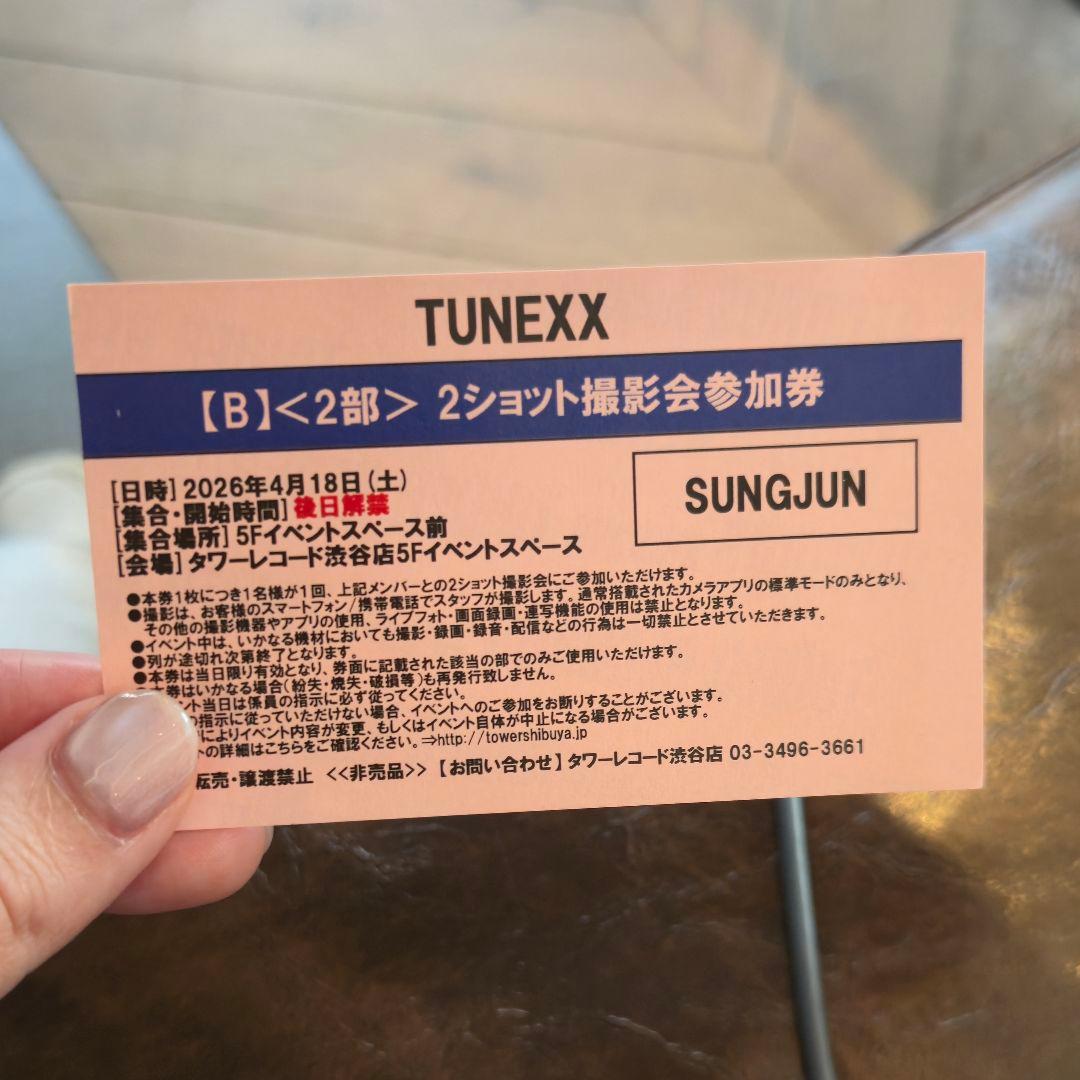 TUNEXX
【B】＜2部＞ 2ショット撮影会参加券
[日時] 2026年4月18日(土)
[集合・開始時間] 後日解禁
[集合場所] 5Fイベントスペース前
[会場] タワーレコード渋谷店5Fイベントスペース
SUNGJUN
●本券1枚につき1名様が1回、上記メンバーとの2ショット撮影会にご参加いただけます。
●撮影は、お客様のスマートフォン/携帯電話でスタッフが撮影します。通常搭載されたカメラアプリの標準モードのみとなり、
その他の撮影機器やアプリの使用、ライブフォト・画面録画・連写機能の使用は禁止となります。
●イベント中は、いかなる機材においても撮影・録画・録音・配信などの行為は一切禁止とさせていただきます。
●列が途切れ次第終了となります。
●本券は当日限り有効となり、券面に記載された該当の部でのみご使用いただけます。
券はいかなる場合(紛失・焼失・破損等)も再発行致しません。
ント当日は係員の指示に必ず従ってください。
の指示に従っていただけない場合、イベントへのご参加をお断りすることがございます。
によりイベント内容が変更、もしくはイベント自体が中止になる場合がございます。
トの詳細はこちらをご確認ください。⇒http://towershibuya.jp
転売・譲渡禁止 <<非売品>> 【お問い合わせ】タワーレコード渋谷店 03-3496-3661